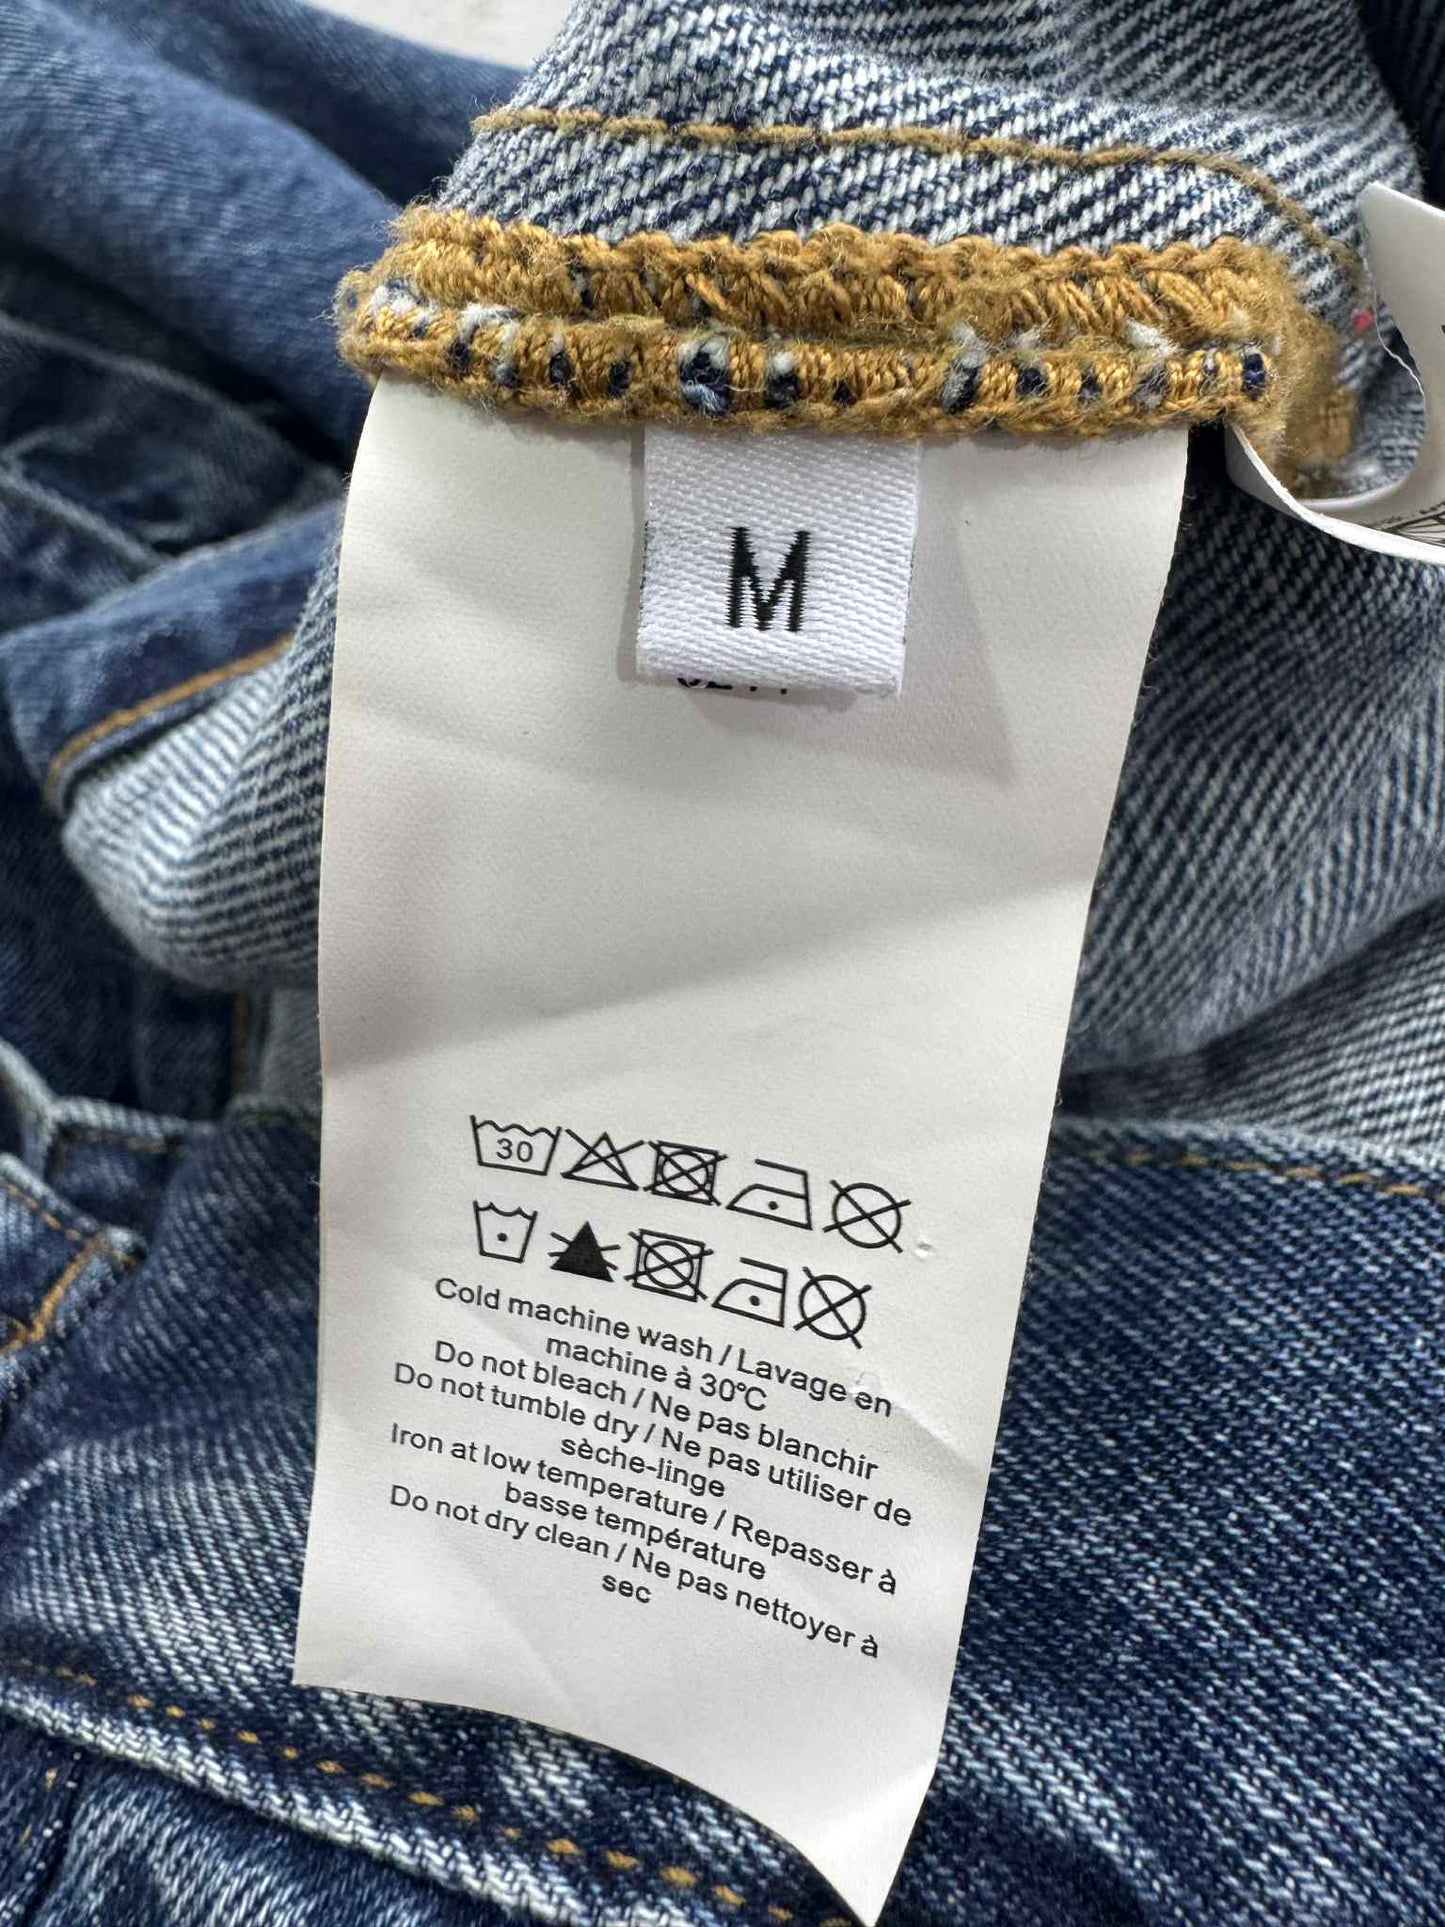 M
30
Cold machine wash / Lavage en
machine à 30°C
Do not bleach / Ne pas blanchir
Do not tumble dry / Ne pas utiliser de
sèche-linge
Iron at low temperature / Repasser à
basse température
Do not dry clean / Ne pas nettoyer à
sec